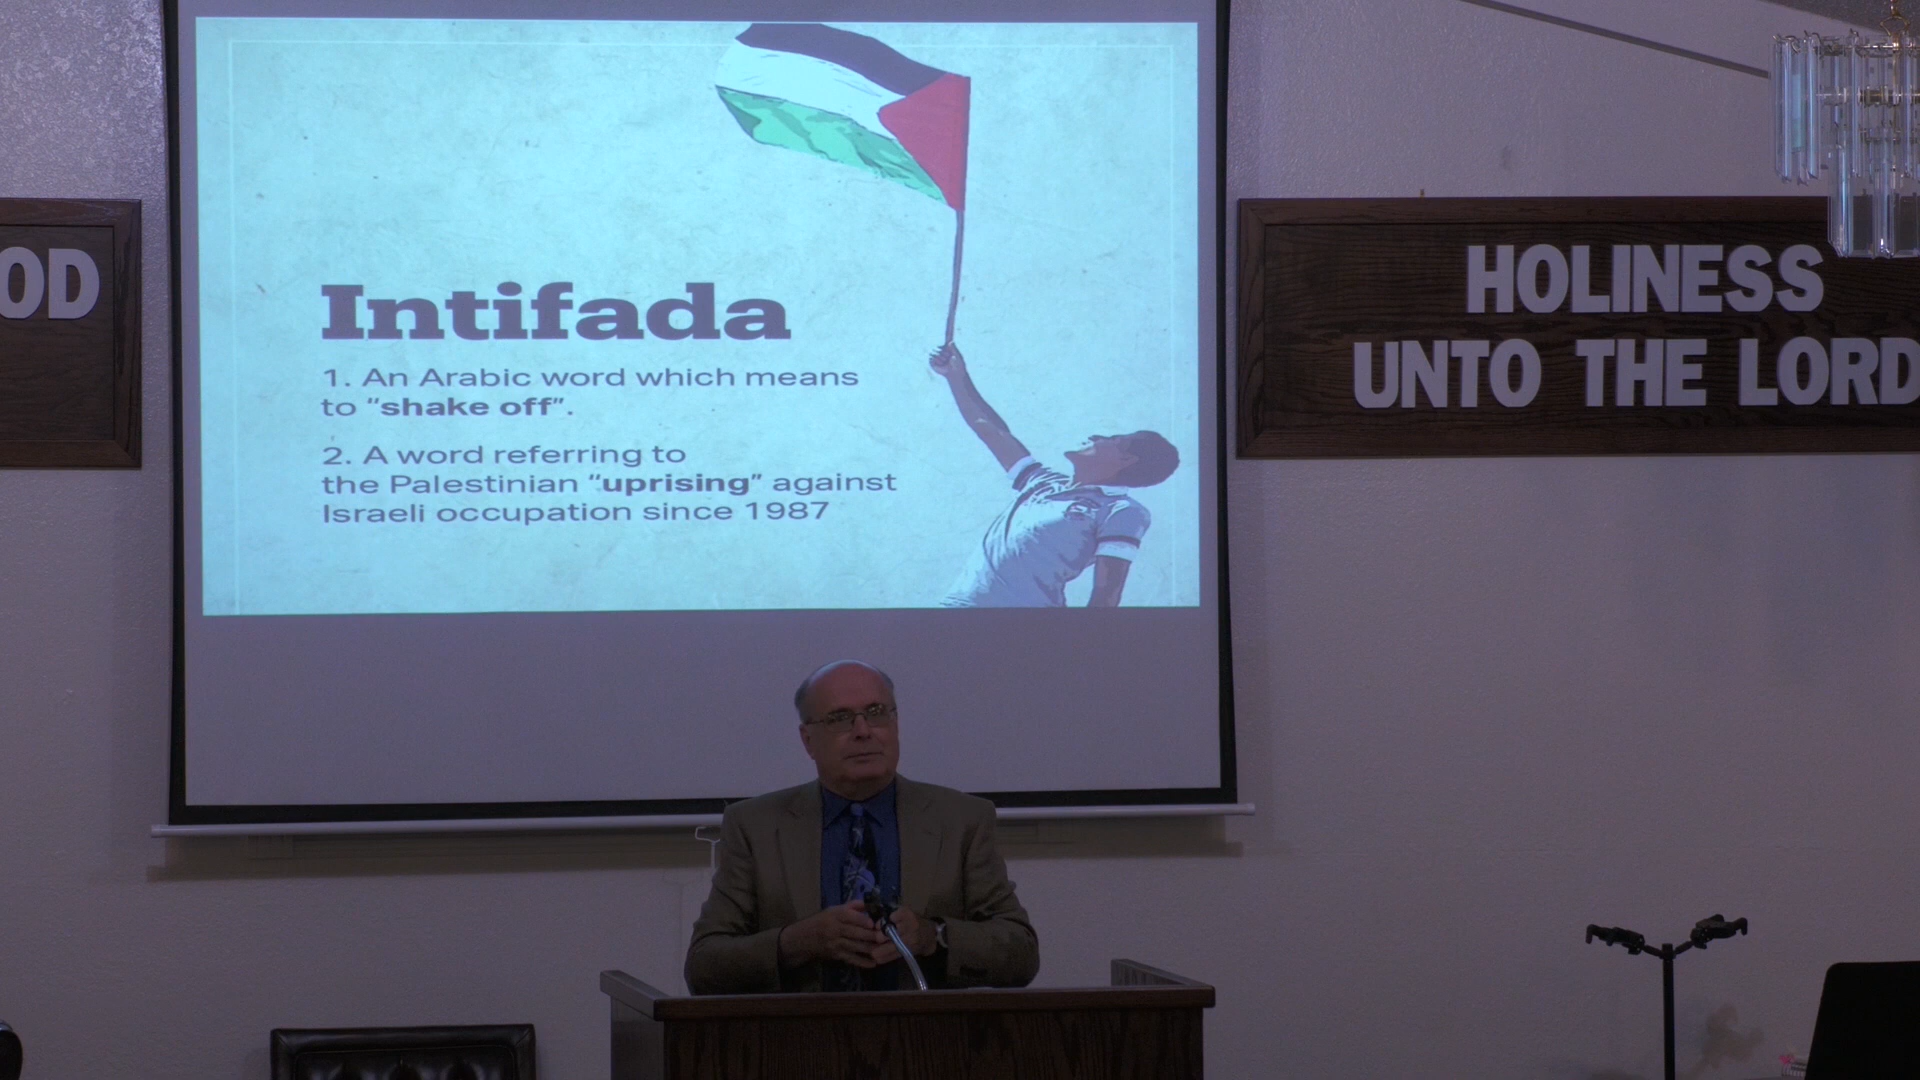 Intifada
1. An Arabic word which means
to “shake off”.
2. A word referring to
the Palestinian “uprising” against
Israeli occupation since 1987
OD
HOLINESS
UNTO THE LORD